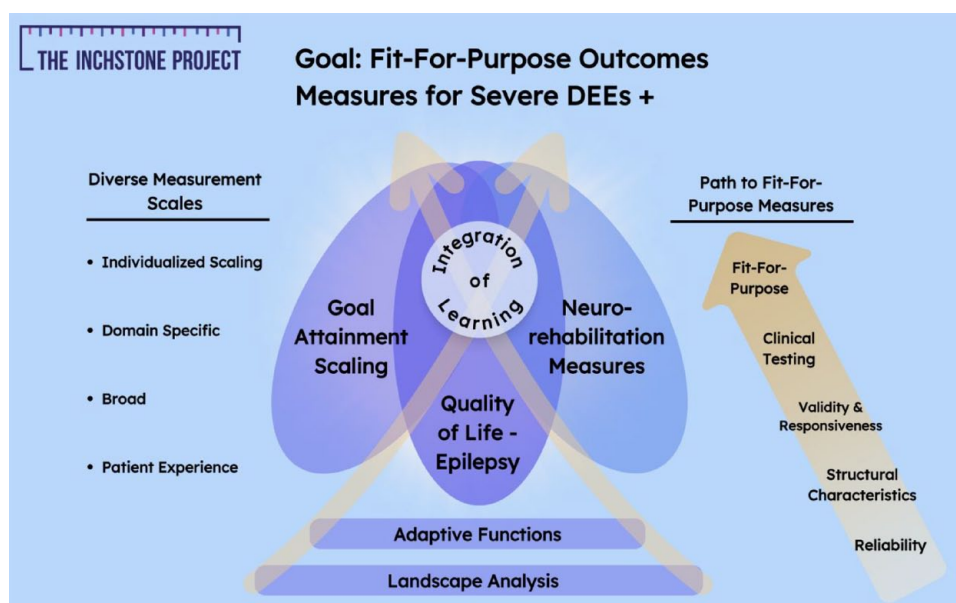 THE INCHSTONE PROJECT
Goal: Fit-For-Purpose Outcomes
Measures for Severe DEEs +
Diverse Measurement
Scales
• Individualized Scaling
• Domain Specific
• Broad
• Patient Experience
Integration
of
Learning
Goal
Attainment
Scaling
Neuro-
rehabilitation
Measures
Quality
of Life -
Epilepsy
Adaptive Functions
Landscape Analysis
Path to Fit-For-
Purpose Measures
Fit-For-
Purpose
Clinical
Testing
Validity &
Responsiveness
Structural
Characteristics
Reliability